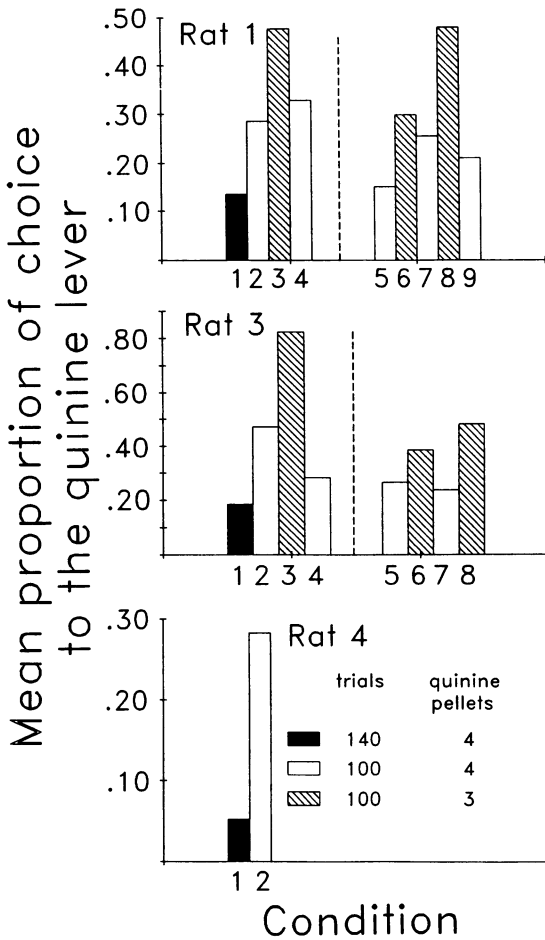 Mean proportion of choice
to the quinine lever
Rat 1
.50
.40
.30
.20
.10
1 2 3 4 5 6 7 8 9
Rat 3
.80
.60
.40
.20
1 2 3 4 5 6 7 8
Rat 4
.30
.20
.10
trials quinine pellets
140 4
100 4
100 3
1 2
Condition